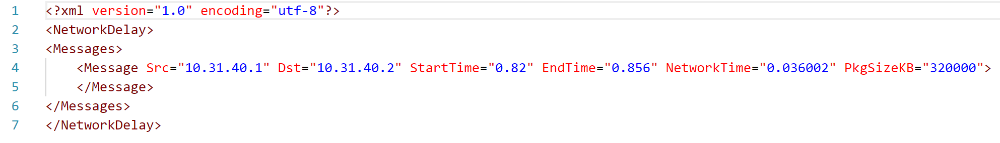 1 <?xml version="1.0" encoding="utf-8"?>
2 <NetworkDelay>
3 <Messages>
4 <Message Src="10.31.40.1" Dst="10.31.40.2" StartTime="0.82" EndTime="0.856" NetworkTime="0.036002" PkgSizeKB="320000">
5 </Message>
6 </Messages>
7 </NetworkDelay>